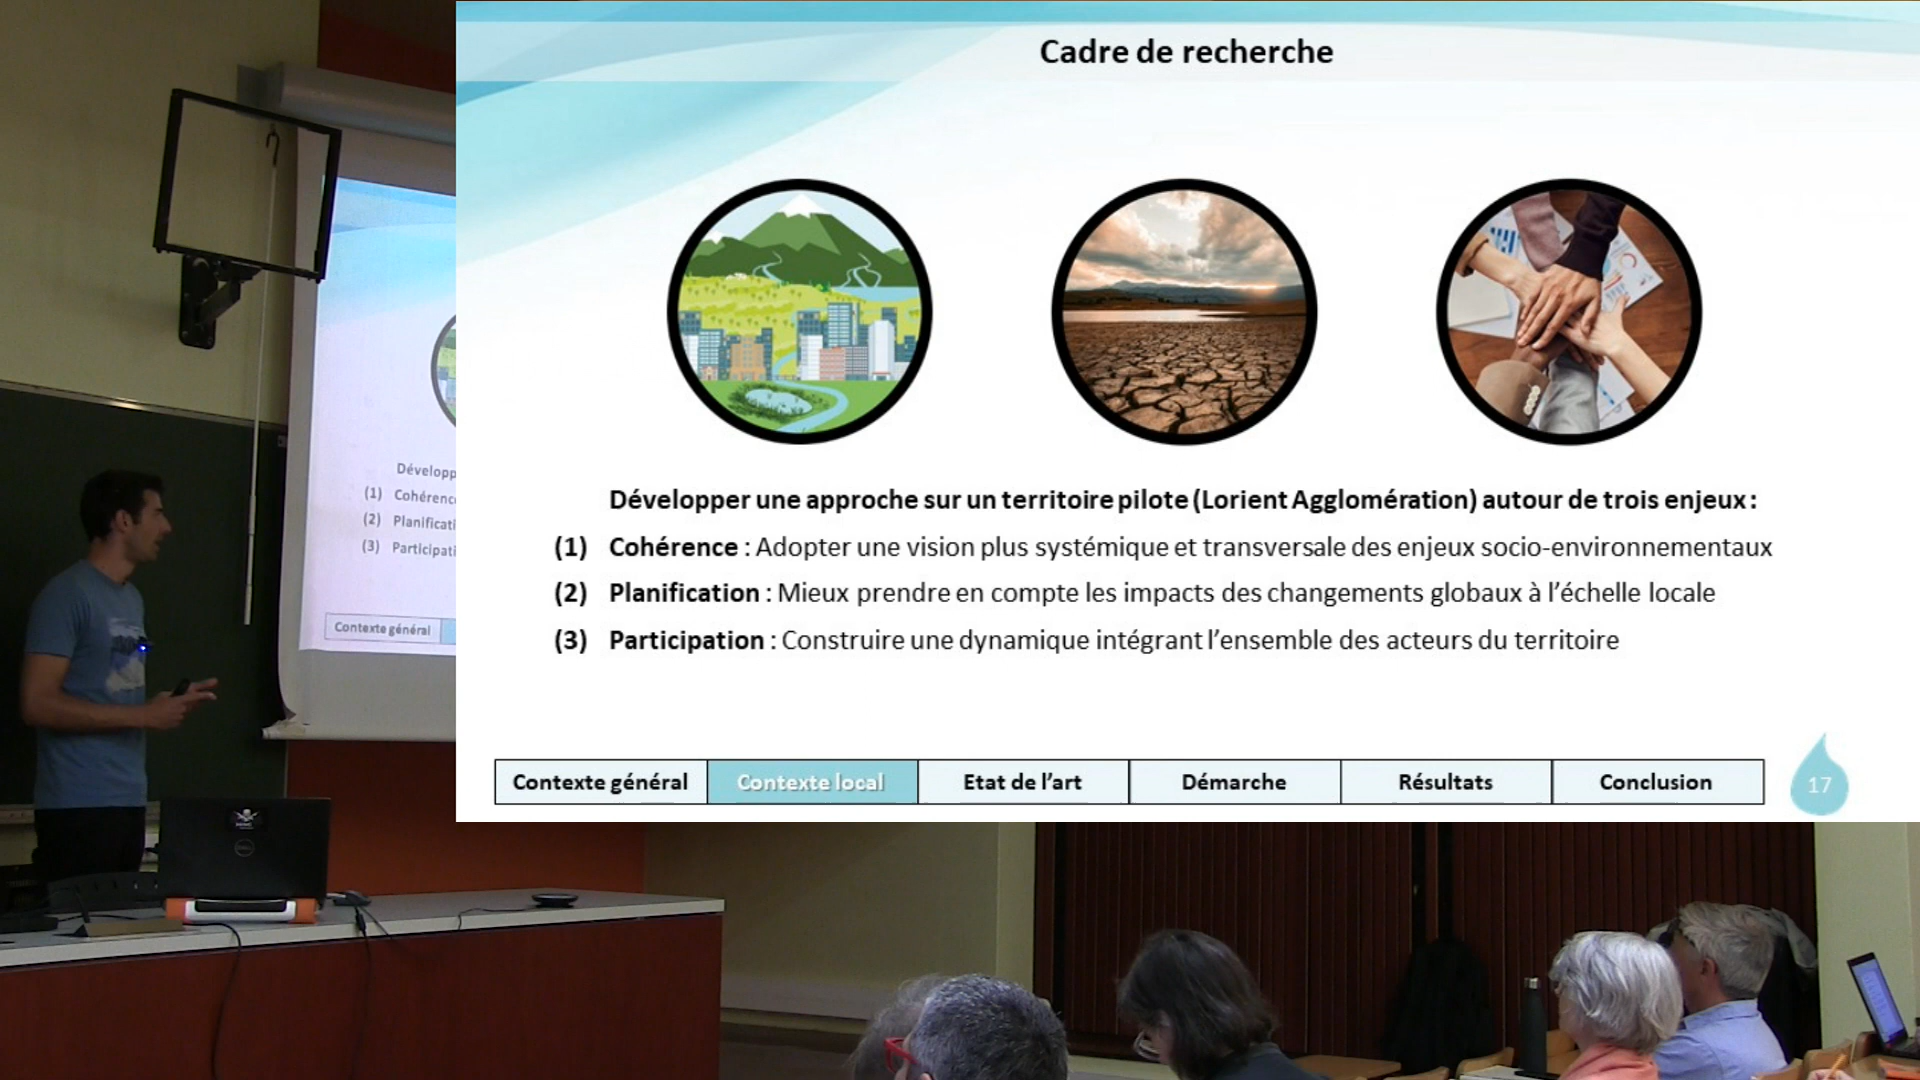 Cadre de recherche
Développer une approche sur un territoire pilote (Lorient Agglomération) autour de trois enjeux :
(1) Cohérence : Adopter une vision plus systémique et transversale des enjeux socio-environnementaux
(2) Planification : Mieux prendre en compte les impacts des changements globaux à l'échelle locale
(3) Participation : Construire une dynamique intégrant l'ensemble des acteurs du territoire
Contexte général
Contexte local
Etat de l'art
Démarche
Résultats
Conclusion
17
Développ
(1) Cohérenc
(2) Planificati
(3) Participati
Contexte général
DELL